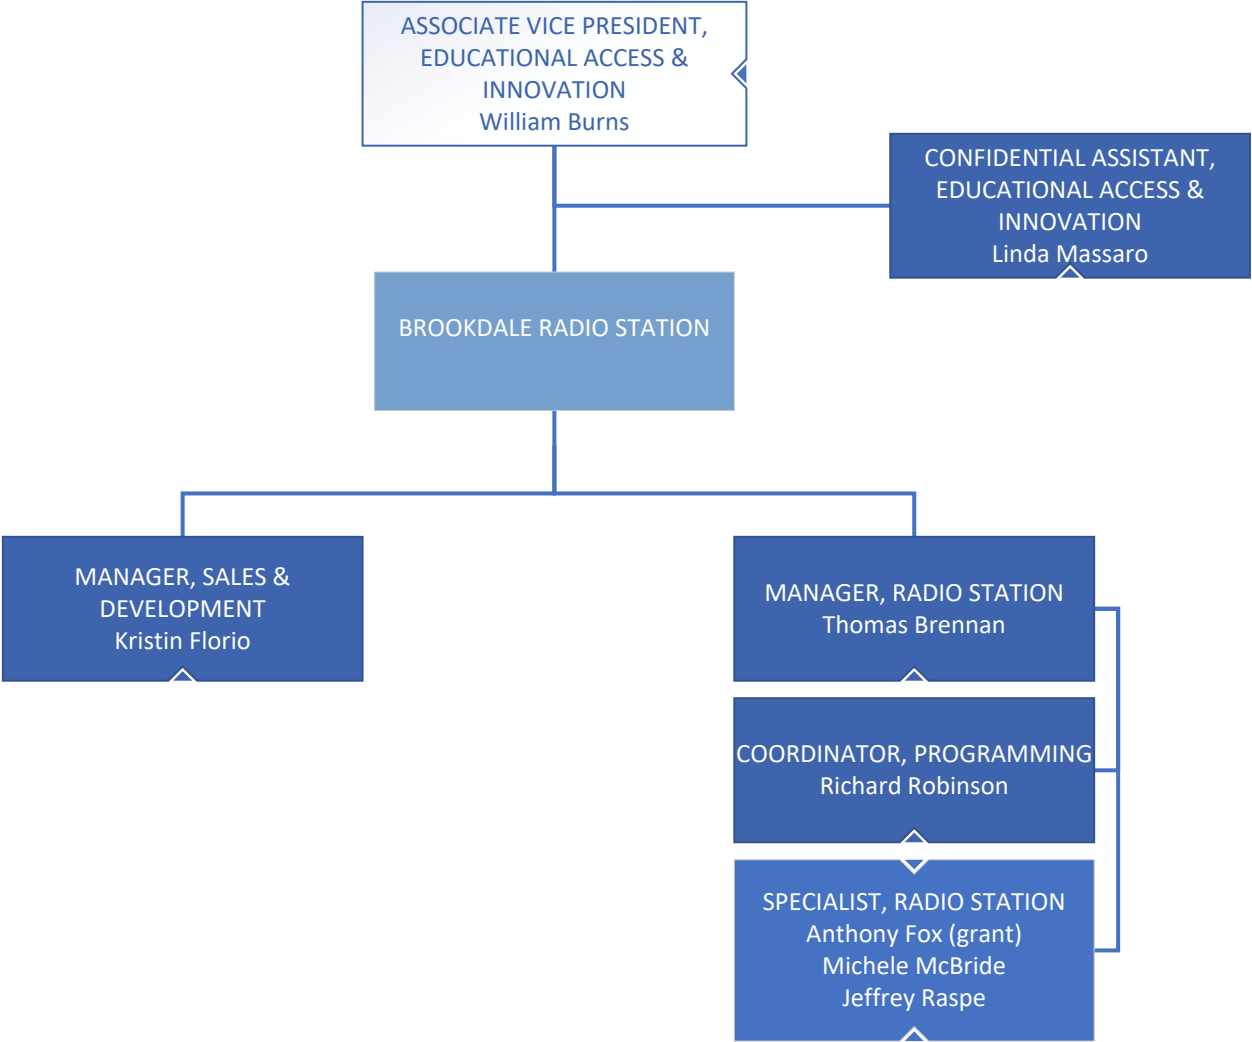 ASSOCIATE VICE PRESIDENT,
EDUCATIONAL ACCESS &
INNOVATION
William Burns
CONFIDENTIAL ASSISTANT,
EDUCATIONAL ACCESS &
INNOVATION
Linda Massaro
BROOKDALE RADIO STATION
MANAGER, SALES &
DEVELOPMENT
Kristin Florio
MANAGER, RADIO STATION
Thomas Brennan
COORDINATOR, PROGRAMMING
Richard Robinson
SPECIALIST, RADIO STATION
Anthony Fox (grant)
Michele McBride
Jeffrey Raspe